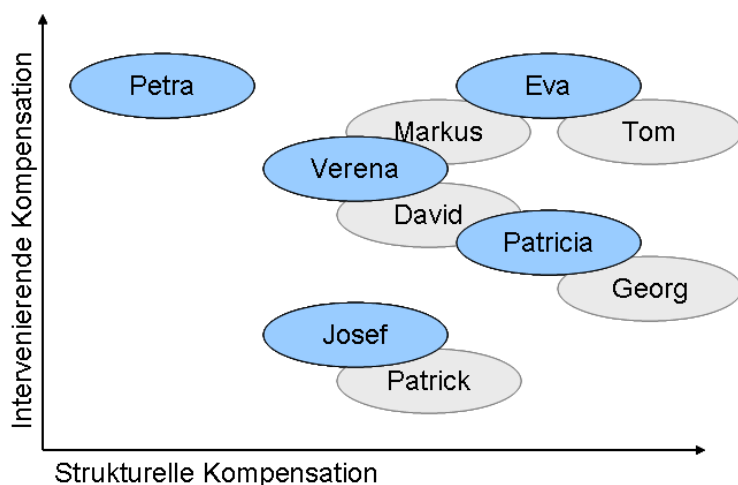 Intervenierende Kompensation
Petra
Eva
Markus
Tom
Verena
David
Patricia
Georg
Josef
Patrick
Strukturelle Kompensation